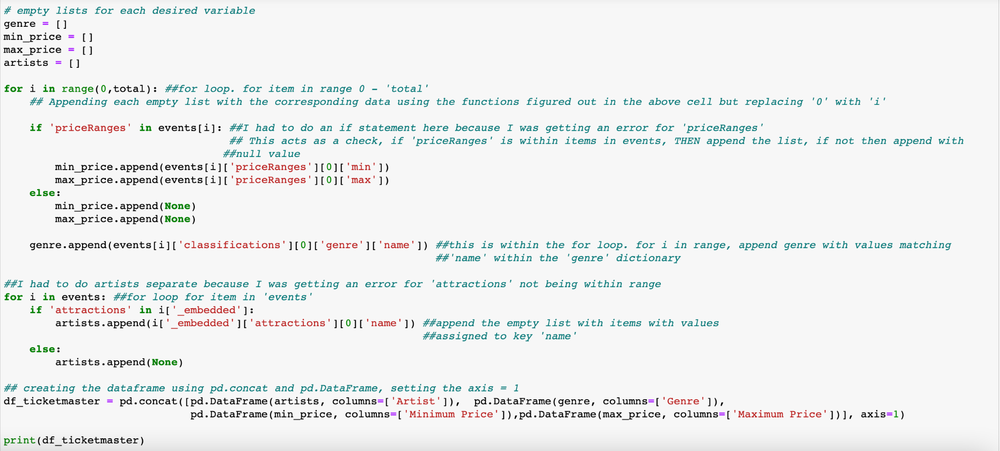 # empty lists for each desired variable
genre = []
min_price = []
max_price = []
artists = []
for i in range(0,total): ##for loop. for item in range 0 - 'total'
## Appending each empty list with the corresponding data using the functions figured out in the above cell but replacing '0' with 'i'
if 'priceRanges' in events[i]: ##I had to do an if statement here because I was getting an error for 'priceRanges'
## This acts as a check, if 'priceRanges' is within items in events, THEN append the list, if not then append with
##null value
min_price.append(events[i]['priceRanges'][0]['min'])
max_price.append(events[i]['priceRanges'][0]['max'])
else:
min_price.append(None)
max_price.append(None)
genre.append(events[i]['classifications'][0]['genre']['name']) ##this is within the for loop. for i in range, append genre with values matching
##'name' within the 'genre' dictionary
##I had to do artists separate because I was getting an error for 'attractions' not being within range
for i in events: ##for loop for item in 'events'
if 'attractions' in i['_embedded']:
artists.append(i['_embedded']['attractions'][0]['name']) ##append the empty list with items with values
##assigned to key 'name'
else:
artists.append(None)
## creating the dataframe using pd.concat and pd.DataFrame, setting the axis = 1
df_ticketmaster = pd.concat([pd.DataFrame(artists, columns=['Artist']),  pd.DataFrame(genre, columns=['Genre']),
pd.DataFrame(min_price, columns=['Minimum Price']),pd.DataFrame(max_price, columns=['Maximum Price'])], axis=1)
print(df_ticketmaster)